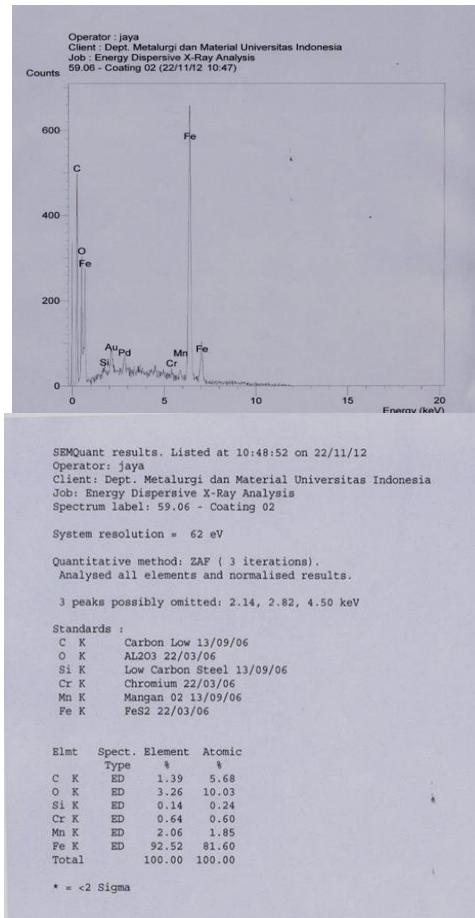 Operator : jaya
Client : Dept. Metalurgi dan Material Universitas Indonesia
Job : Energy Dispersive X-Ray Analysis
59.06 - Coating 02 (22/11/12 10:47)
Counts
600
Fe
C
400
O
Fe
200
Au
Pd
Si
Cr
Mn
Fe
0
0
5
10
15
20
Energy (keV)
SEMQuant results. Listed at 10:48:52 on 22/11/12
Operator: jaya
Client: Dept. Metalurgi dan Material Universitas Indonesia
Job: Energy Dispersive X-Ray Analysis
Spectrum label: 59.06 - Coating 02
System resolution = 62 eV
Quantitative method: ZAF ( 3 iterations).
Analysed all elements and normalised results.
3 peaks possibly omitted: 2.14, 2.82, 4.50 keV
Standards :
C K Carbon Low 13/09/06
O K AL2O3 22/03/06
Si K Low Carbon Steel 13/09/06
Cr K Chromium 22/03/06
Mn K Mangan 02 13/09/06
Fe K FeS2 22/03/06
Elmt Spect. Element Atomic
Type % %
C K ED 1.39 5.68
O K ED 3.26 10.03
Si K ED 0.14 0.24
Cr K ED 0.64 0.60
Mn K ED 2.06 1.85
Fe K ED 92.52 81.60
Total 100.00 100.00
* = <2 Sigma